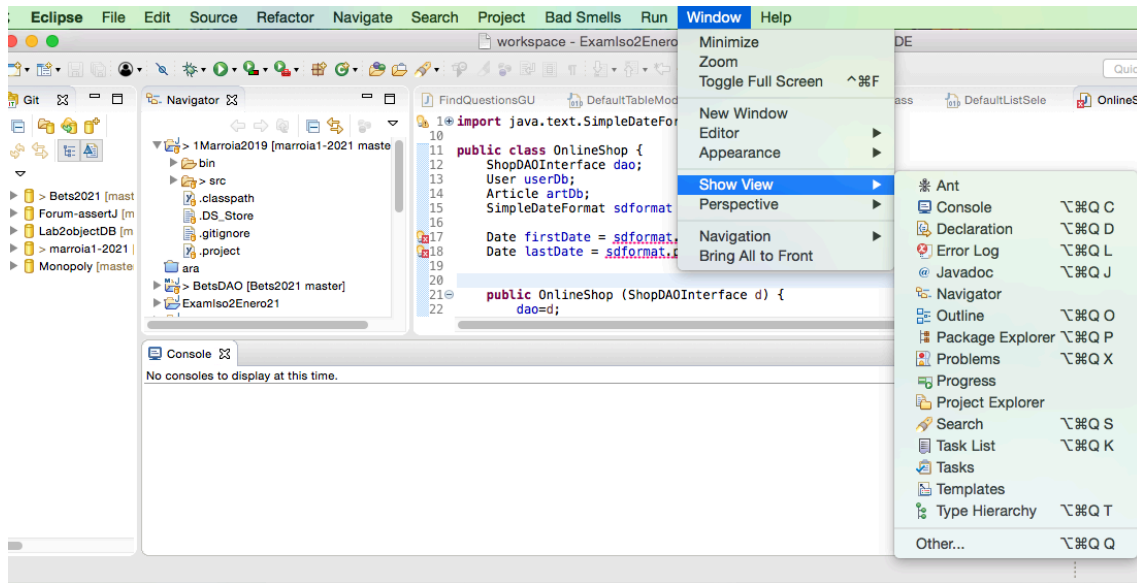 Eclipse File Edit Source Refactor Navigate Search Project Bad Smells Run Window Help
workspace - ExamIso2Enero
DE
Quic
Git
Navigator
> Bets2021 [mast
Forum-assertJ [m
Lab2objectDB [m
> marroia1-2021
Monopoly [maste
> 1Marroia2019 [marroia1-2021 maste
bin
> src
.classpath
.DS_Store
.gitignore
.project
ara
> BetsDAO [Bets2021 master]
ExamIso2Enero21
FindQuestionsGU DefaultTableMod ass DefaultListSele OnlineS
1 import java.text.SimpleDateFor
10
11 public class OnlineShop {
12 ShopDAOInterface dao;
13 User userDb;
14 Article artDb;
15 SimpleDateFormat sdformat
16
17 Date firstDate = sdformat.
18 Date lastDate = sdformat.p
19
20
21 public OnlineShop (ShopDAOInterface d) {
22 dao=d;
Console
No consoles to display at this time.
Minimize
Zoom
Toggle Full Screen ^⌘F
New Window
Editor
Appearance
Show View
Perspective
Navigation
Bring All to Front
Ant
Console ⌥⌘Q C
Declaration ⌥⌘Q D
Error Log ⌥⌘Q L
Javadoc ⌥⌘Q J
Navigator
Outline ⌥⌘Q O
Package Explorer ⌥⌘Q P
Problems ⌥⌘Q X
Progress
Project Explorer
Search ⌥⌘Q S
Task List ⌥⌘Q K
Tasks
Templates
Type Hierarchy ⌥⌘Q T
Other... ⌥⌘Q Q